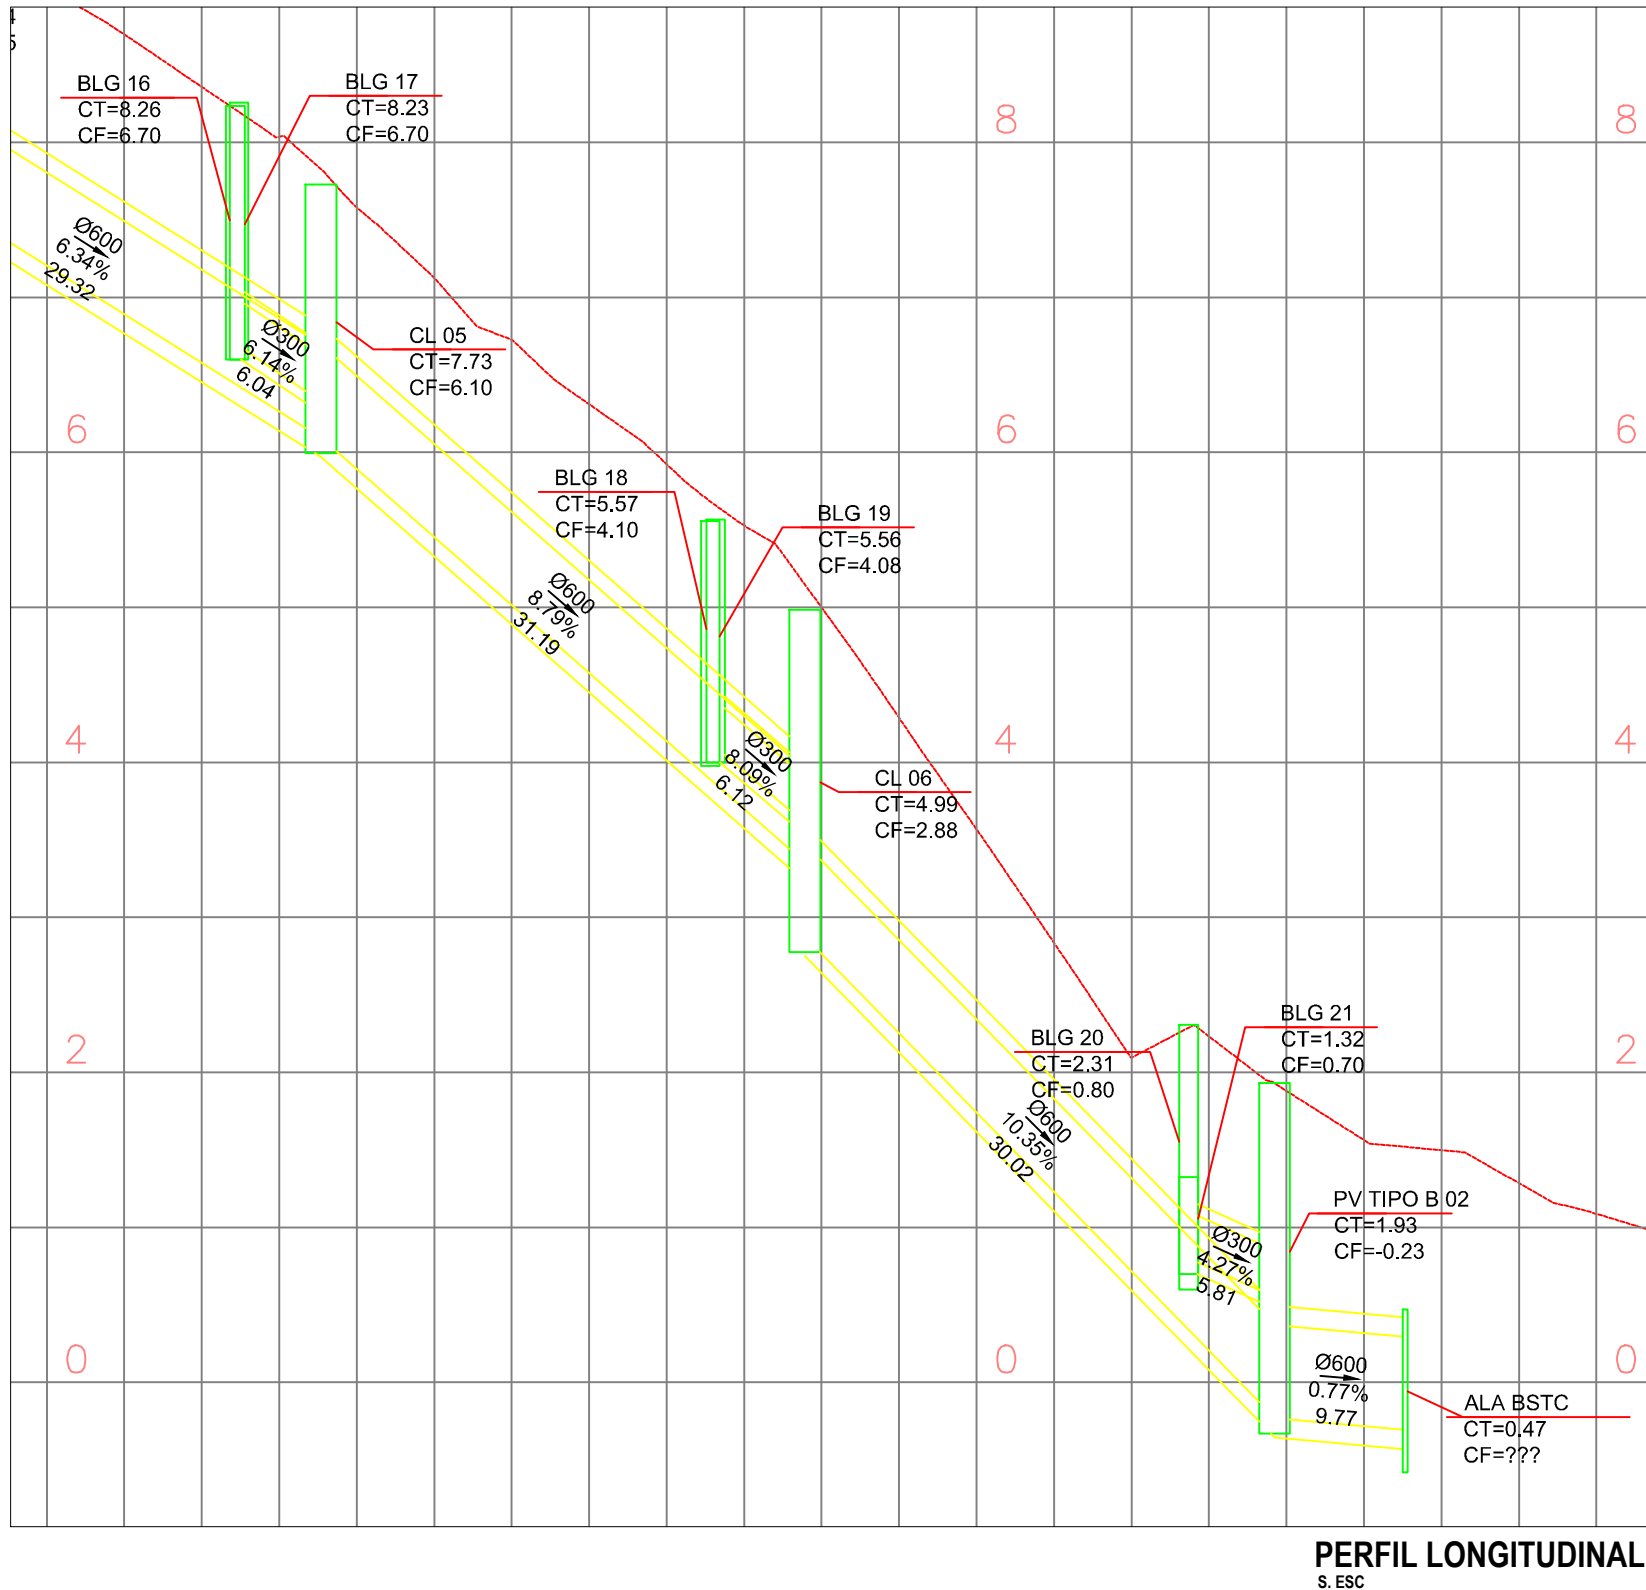 BLG 16
CT=8.26
CF=6.70
BLG 17
CT=8.23
CF=6.70
8
8
Ø600
6.34%
29.32
Ø300
6.14%
6.04
CL 05
CT=7.73
CF=6.10
6
6
6
BLG 18
CT=5.57
CF=4.10
BLG 19
CT=5.56
CF=4.08
Ø600
8.79%
31.19
4
4
4
Ø300
8.09%
6.12
CL 06
CT=4.99
CF=2.88
2
2
BLG 20
CT=2.31
CF=0.80
BLG 21
CT=1.32
CF=0.70
Ø600
10.35%
30.02
PV TIPO B 02
CT=1.93
CF=-0.23
Ø300
4.27%
5.81
0
0
0
Ø600
0.77%
9.77
ALA BSTC
CT=0.47
CF=???
PERFIL LONGITUDINAL
S. ESC